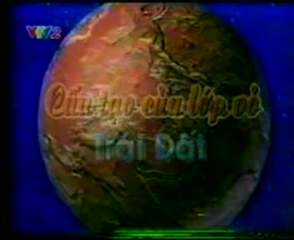 VTV2
Cấu tạo của lớp vỏ
Trái Đất